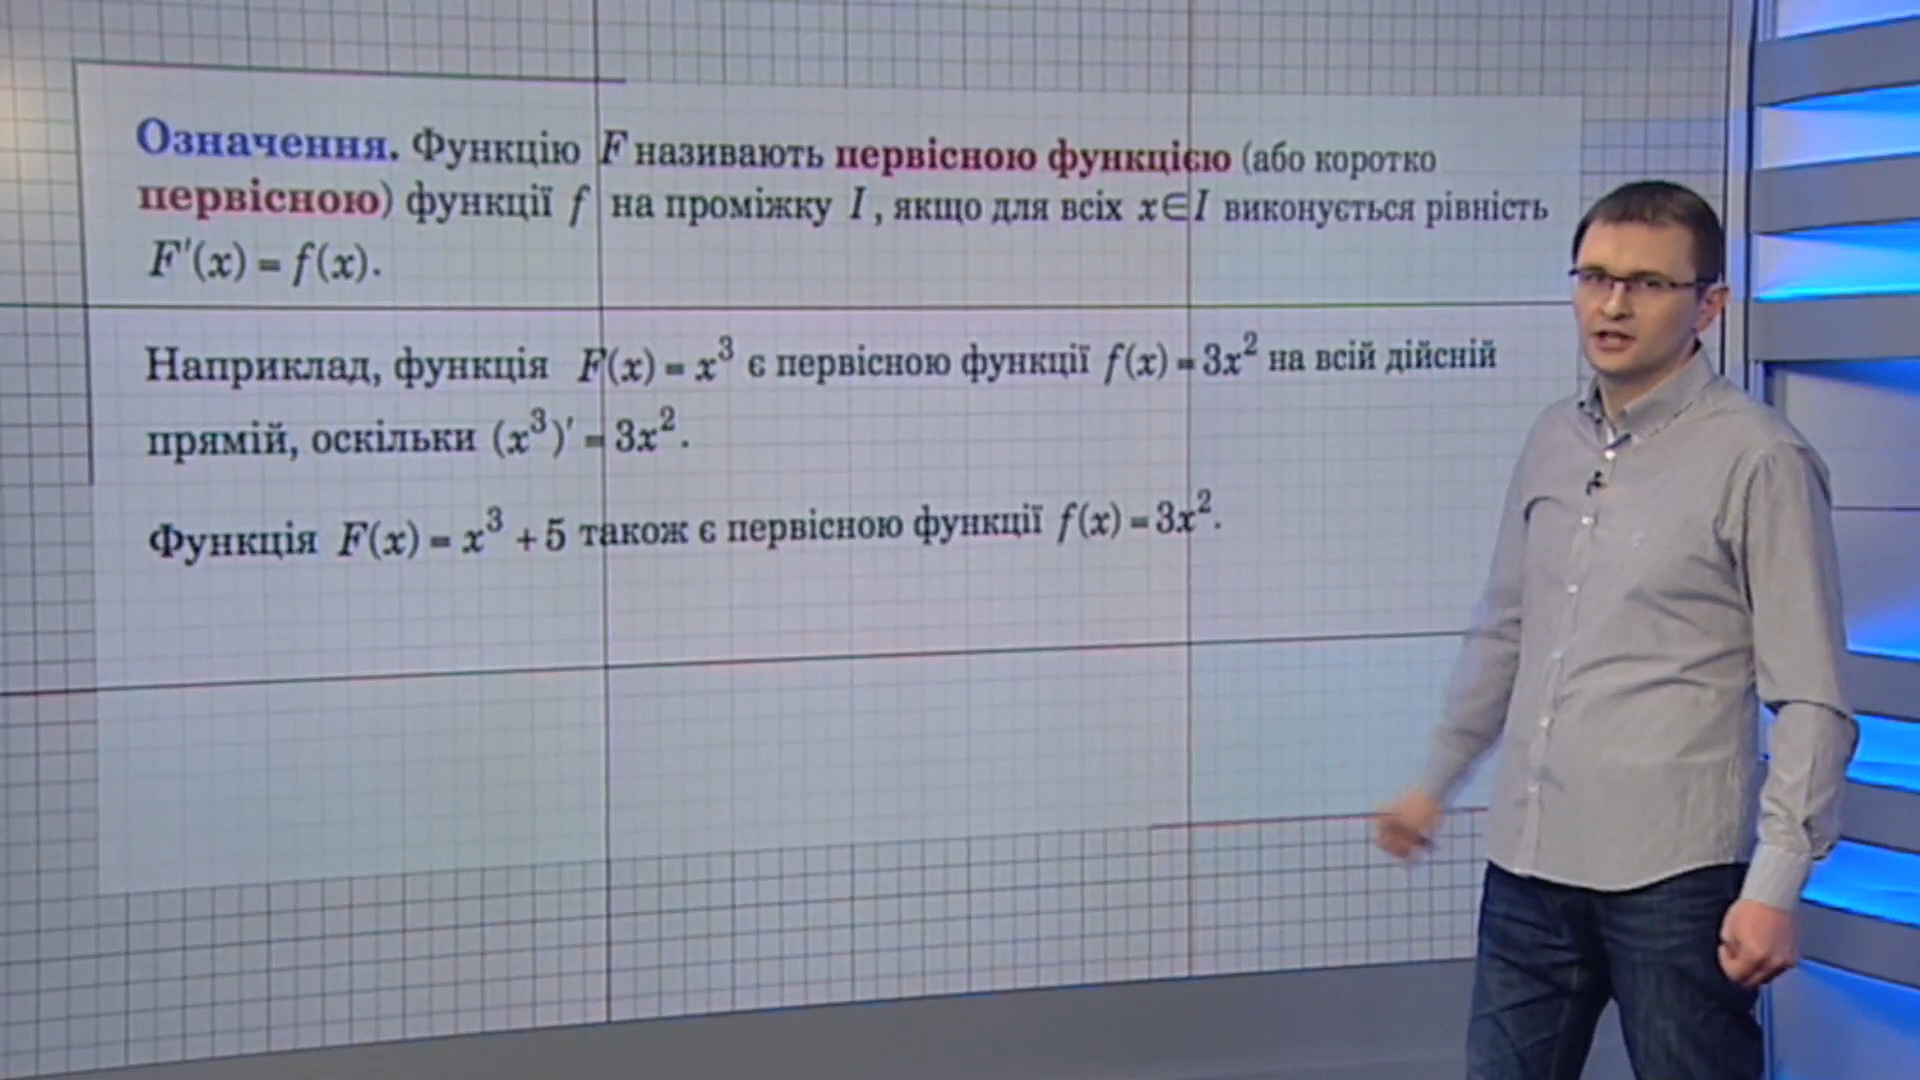 Означення. Функцію F називають первісною функцією (або коротко
первісною) функції f на проміжку I, якщо для всіх x∈I виконується рівність
F′(x) = f(x).
Наприклад, функція F(x) = x³ є первісною функції f(x) = 3x² на всій дійсній
прямій, оскільки (x³)′ = 3x².
Функція F(x) = x³ + 5 також є первісною функції f(x) = 3x².